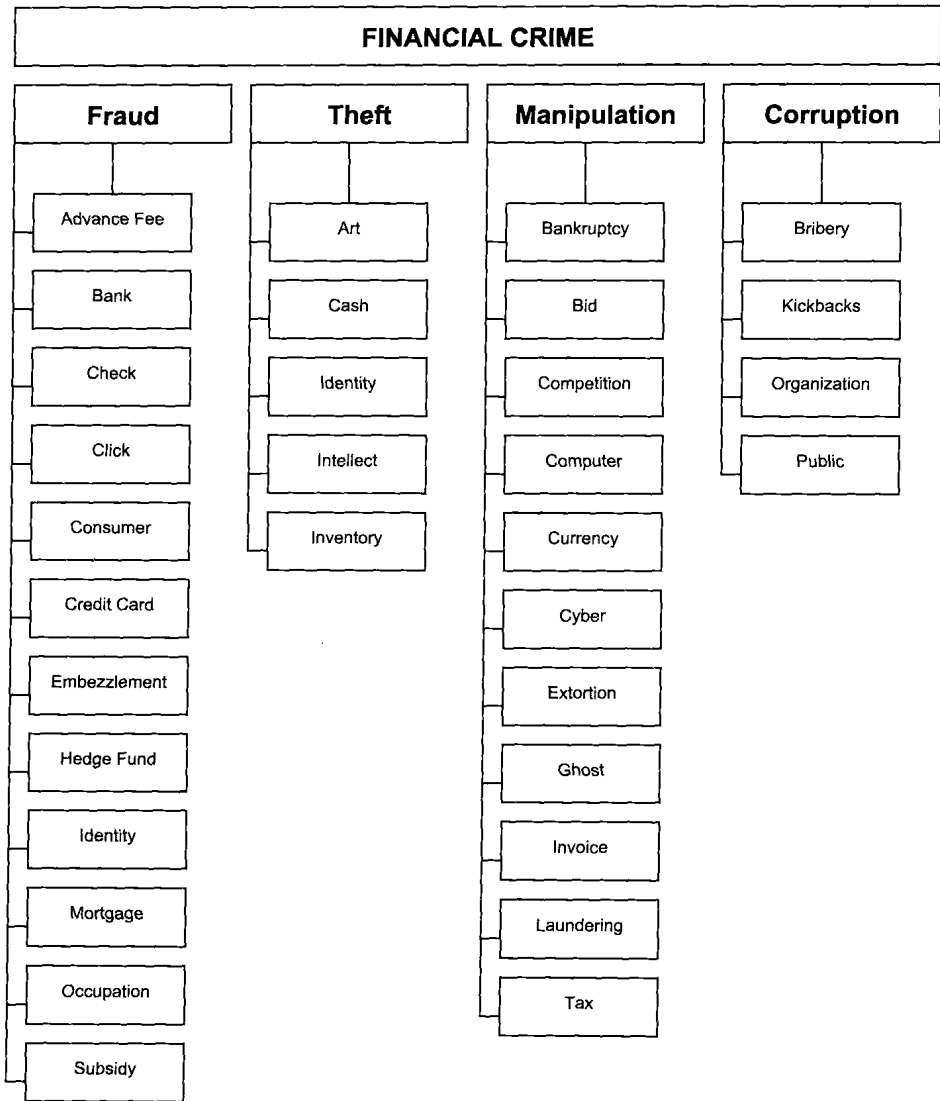 FINANCIAL CRIME
Fraud
Advance Fee
Bank
Check
Click
Consumer
Credit Card
Embezzlement
Hedge Fund
Identity
Mortgage
Occupation
Subsidy
Theft
Art
Cash
Identity
Intellect
Inventory
Manipulation
Bankruptcy
Bid
Competition
Computer
Currency
Cyber
Extortion
Ghost
Invoice
Laundering
Tax
Corruption
Bribery
Kickbacks
Organization
Public